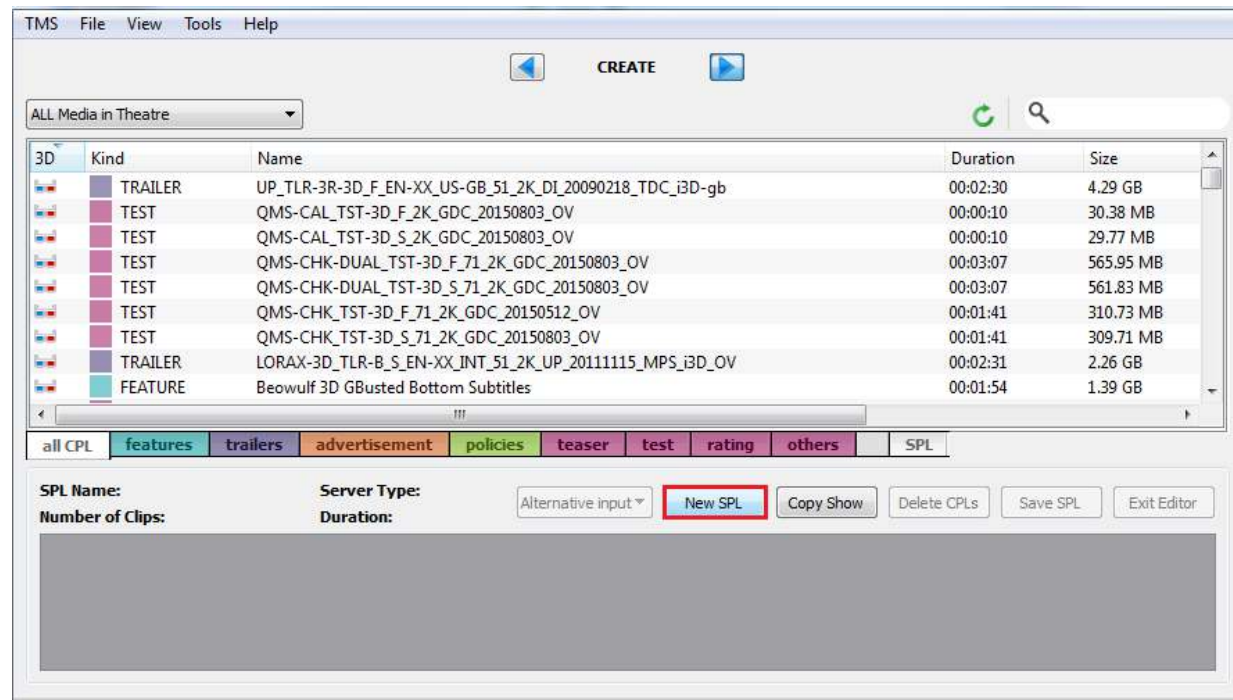 TMS File View Tools Help
CREATE
ALL Media in Theatre
3D Kind Name Duration Size
TRAILER UP_TLR-3R-3D_F_EN-XX_US-GB_51_2K_DI_20090218_TDC_i3D-gb 00:02:30 4.29 GB
TEST QMS-CAL_TST-3D_F_2K_GDC_20150803_OV 00:00:10 30.38 MB
TEST QMS-CAL_TST-3D_S_2K_GDC_20150803_OV 00:00:10 29.77 MB
TEST QMS-CHK-DUAL_TST-3D_F_71_2K_GDC_20150803_OV 00:03:07 565.95 MB
TEST QMS-CHK-DUAL_TST-3D_S_71_2K_GDC_20150803_OV 00:03:07 561.83 MB
TEST QMS-CHK_TST-3D_F_71_2K_GDC_20150512_OV 00:01:41 310.73 MB
TEST QMS-CHK_TST-3D_S_71_2K_GDC_20150803_OV 00:01:41 309.71 MB
TRAILER LORAX-3D_TLR-B_S_EN-XX_INT_51_2K_UP_20111115_MPS_i3D_OV 00:02:31 2.26 GB
FEATURE Beowulf 3D GBusted Bottom Subtitles 00:01:54 1.39 GB
all CPL features trailers advertisement policies teaser test rating others SPL
SPL Name: Server Type: Alternative input New SPL Copy Show Delete CPLs Save SPL Exit Editor
Number of Clips: Duration: